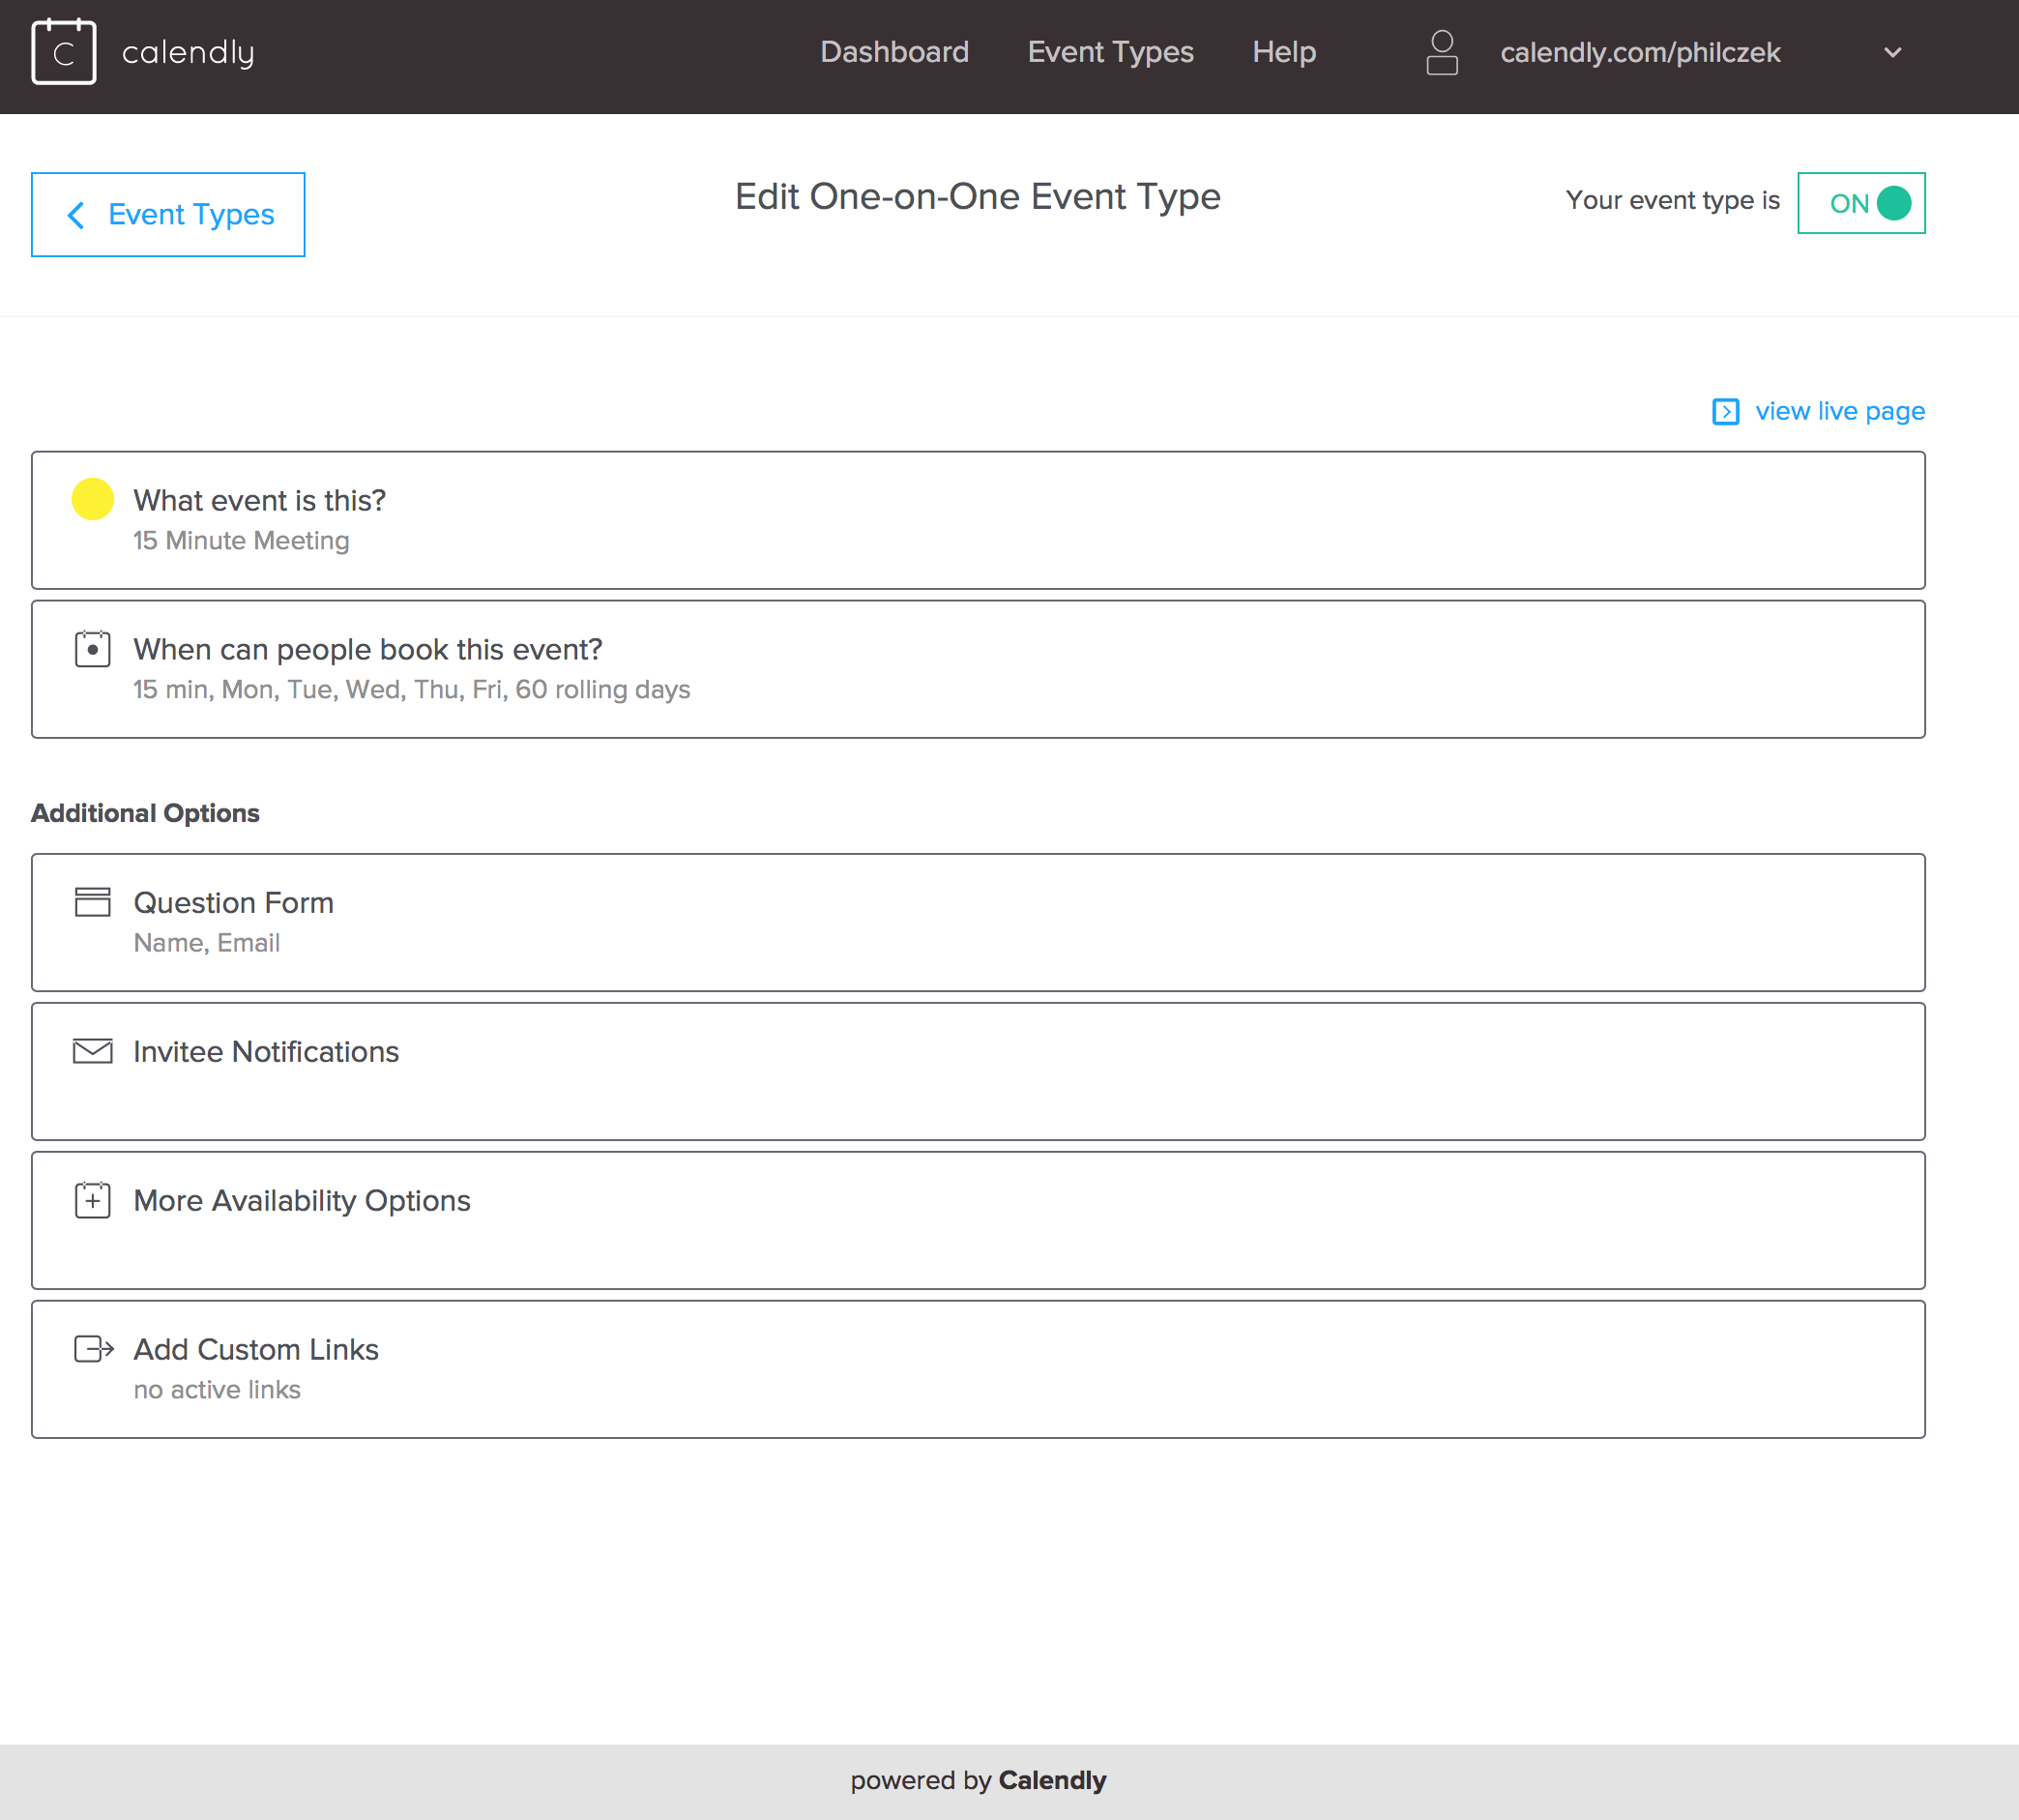 C calendly
Dashboard
Event Types
Help
calendly.com/philczek
Event Types
Edit One-on-One Event Type
Your event type is
ON
view live page
What event is this?
15 Minute Meeting
When can people book this event?
15 min, Mon, Tue, Wed, Thu, Fri, 60 rolling days
Additional Options
Question Form
Name, Email
Invitee Notifications
More Availability Options
Add Custom Links
no active links
powered by Calendly